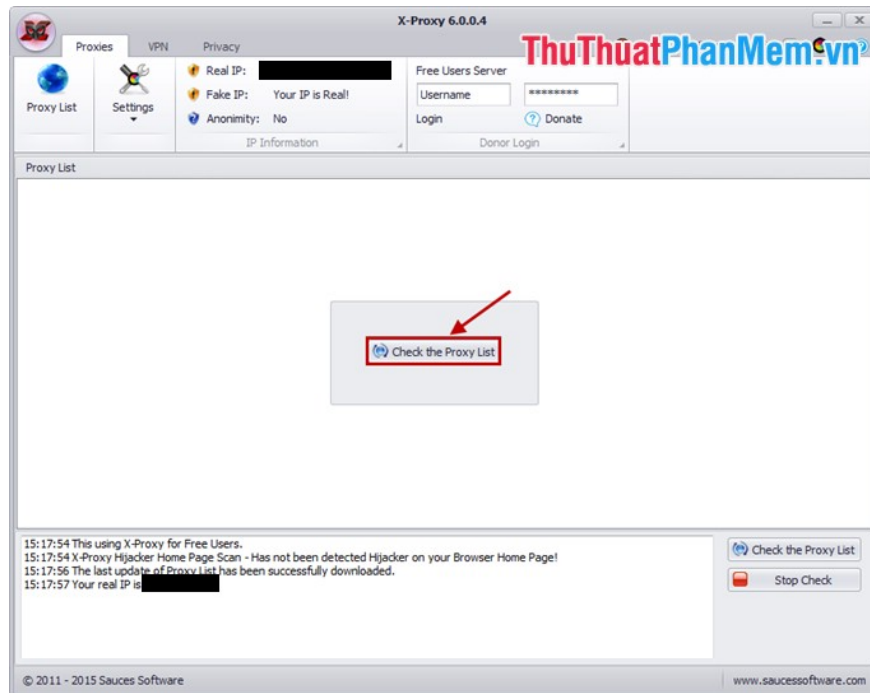 X-Proxy 6.0.0.4
ThuThuatPhanMem.vn
Proxies VPN Privacy
Proxy List
Settings
Real IP:
Fake IP: Your IP is Real!
Anonimity: No
IP Information
Free Users Server
Username ********
Login Donate
Donor Login
Proxy List
Check the Proxy List
15:17:54 This using X-Proxy for Free Users.
15:17:54 X-Proxy Hijacker Home Page Scan - Has not been detected Hijacker on your Browser Home Page!
15:17:56 The last update of Proxy List has been successfully downloaded.
15:17:57 Your real IP is
Check the Proxy List
Stop Check
© 2011 - 2015 Sauces Software
www.saucessoftware.com